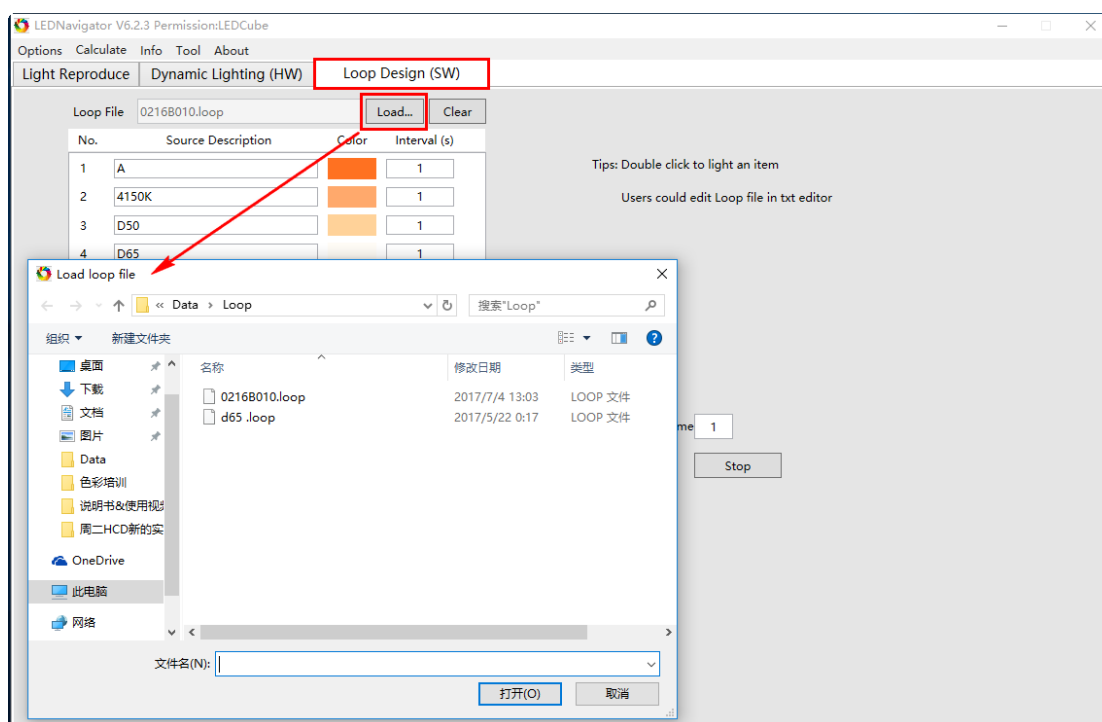 LEDNavigator V6.2.3 Permission:LEDCube
Options Calculate Info Tool About
Light Reproduce Dynamic Lighting (HW) Loop Design (SW)
Loop File 0216B010.loop Load... Clear
No. Source Description Color Interval (s)
1 A 1
2 4150K 1
3 D50 1
4 D65 1
Tips: Double click to light an item
Users could edit Loop file in txt editor
Load loop file
« Data › Loop 搜索"Loop"
组织 新建文件夹
名称 修改日期 类型
0216B010.loop 2017/7/4 13:03 LOOP 文件
d65 .loop 2017/5/22 0:17 LOOP 文件
桌面
下载
文档
图片
Data
色彩培训
说明书&使用视
周二HCD新的实
OneDrive
此电脑
网络
me 1
Stop
文件名(N):
打开(O) 取消